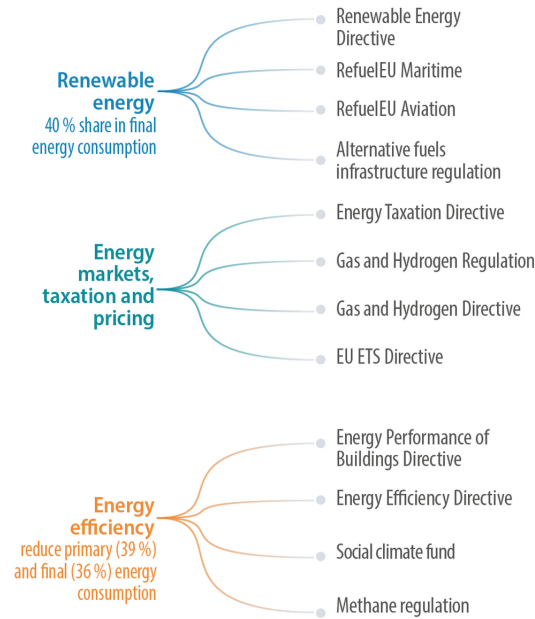 Renewable
energy
40 % share in final
energy consumption
Renewable Energy
Directive
RefuelEU Maritime
RefuelEU Aviation
Alternative fuels
infrastructure regulation
Energy
markets,
taxation and
pricing
Energy Taxation Directive
Gas and Hydrogen Regulation
Gas and Hydrogen Directive
EU ETS Directive
Energy
efficiency
reduce primary (39 %)
and final (36 %) energy
consumption
Energy Performance of
Buildings Directive
Energy Efficiency Directive
Social climate fund
Methane regulation